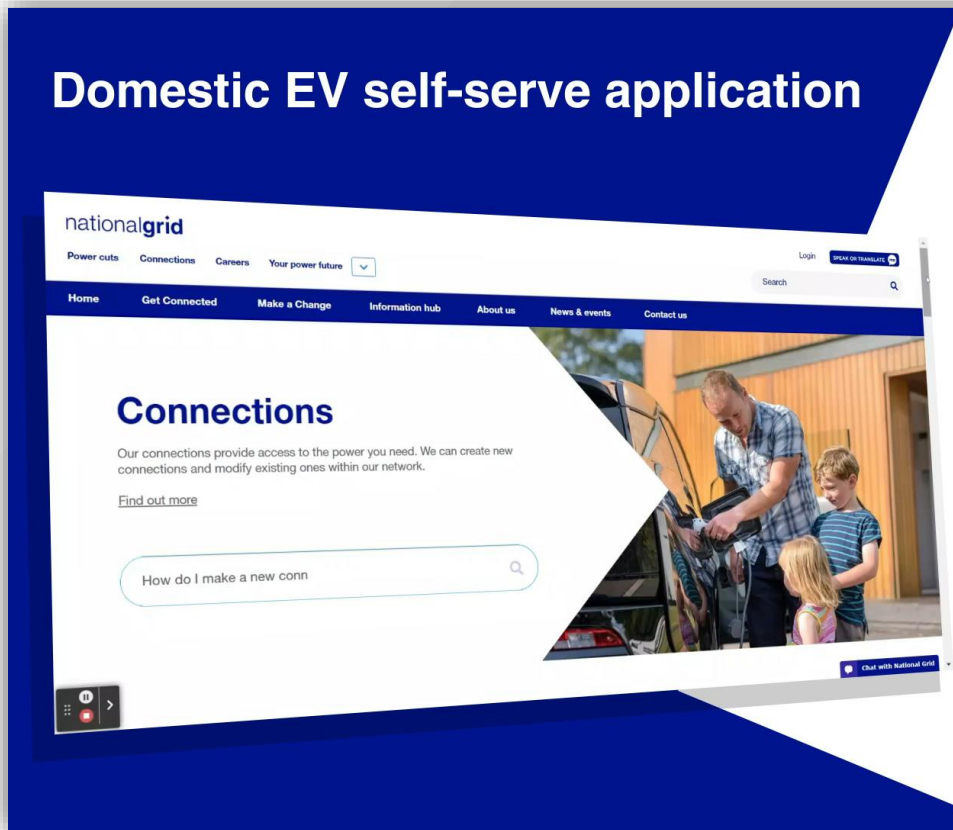 Domestic EV self-serve application
nationalgrid
Power cuts Connections Careers Your power future
Login SPEAK OR TRANSLATE
Search
Home Get Connected Make a Change Information hub About us News & events Contact us
Connections
Our connections provide access to the power you need. We can create new
connections and modify existing ones within our network.
Find out more
How do I make a new conn
Chat with National Grid